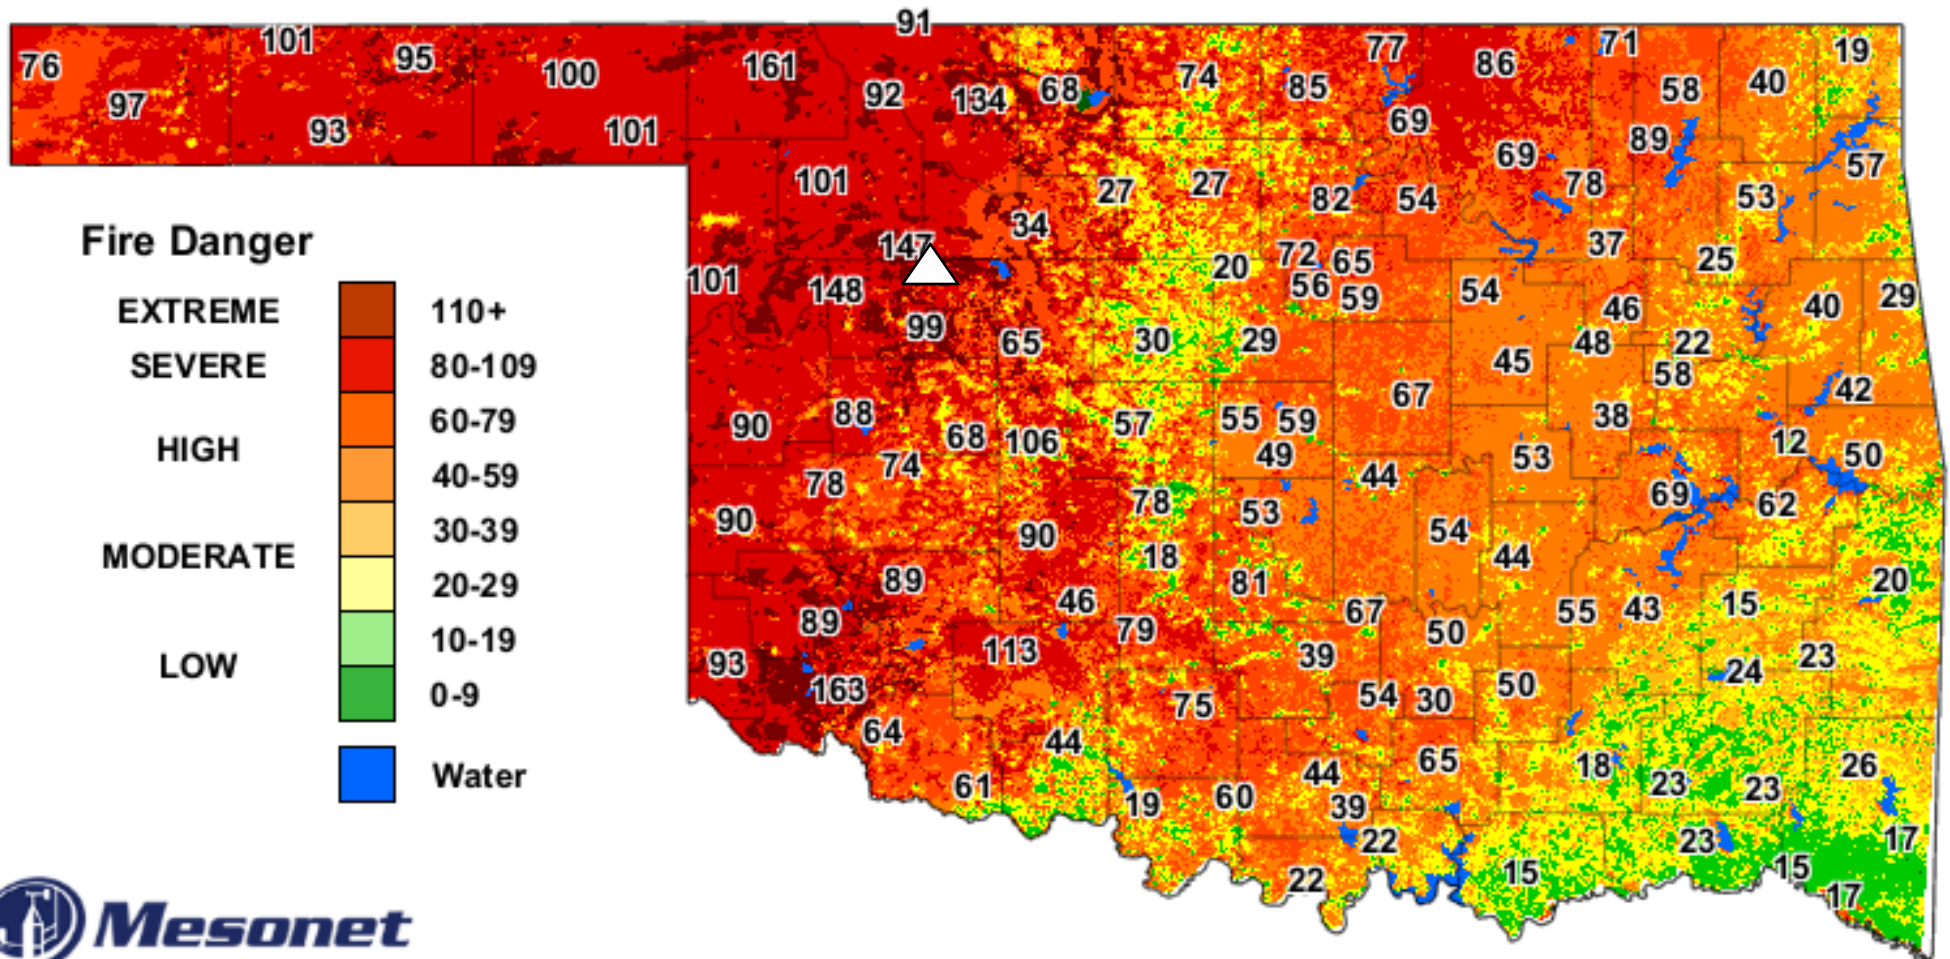 91
76 101 95 100 161 77 86 71 19
97 93 101 92 134 68 74 85 69 58 40
101 27 27 82 54 69 78 89 53 57
34
147 72 65 37 25
101 148 20 56 59 54 46 40 29
99 65 30 29 45 48 22
58
90 88 68 106 57 55 59 67 38 42
74 49 44 53 12 50
78 78 53 69 62
90 90 54
18 44
89 81 20
89 46 79 67 50 55 43 15
93 113 39 23
163 75 54 30 50 24
64 44 65
61 19 60 44 18 23 23 26
39
22 23 17
22 15 15
17
Fire Danger
EXTREME 110+
SEVERE 80-109
60-79
HIGH
40-59
30-39
MODERATE
20-29
10-19
LOW
0-9
Water
Mesonet